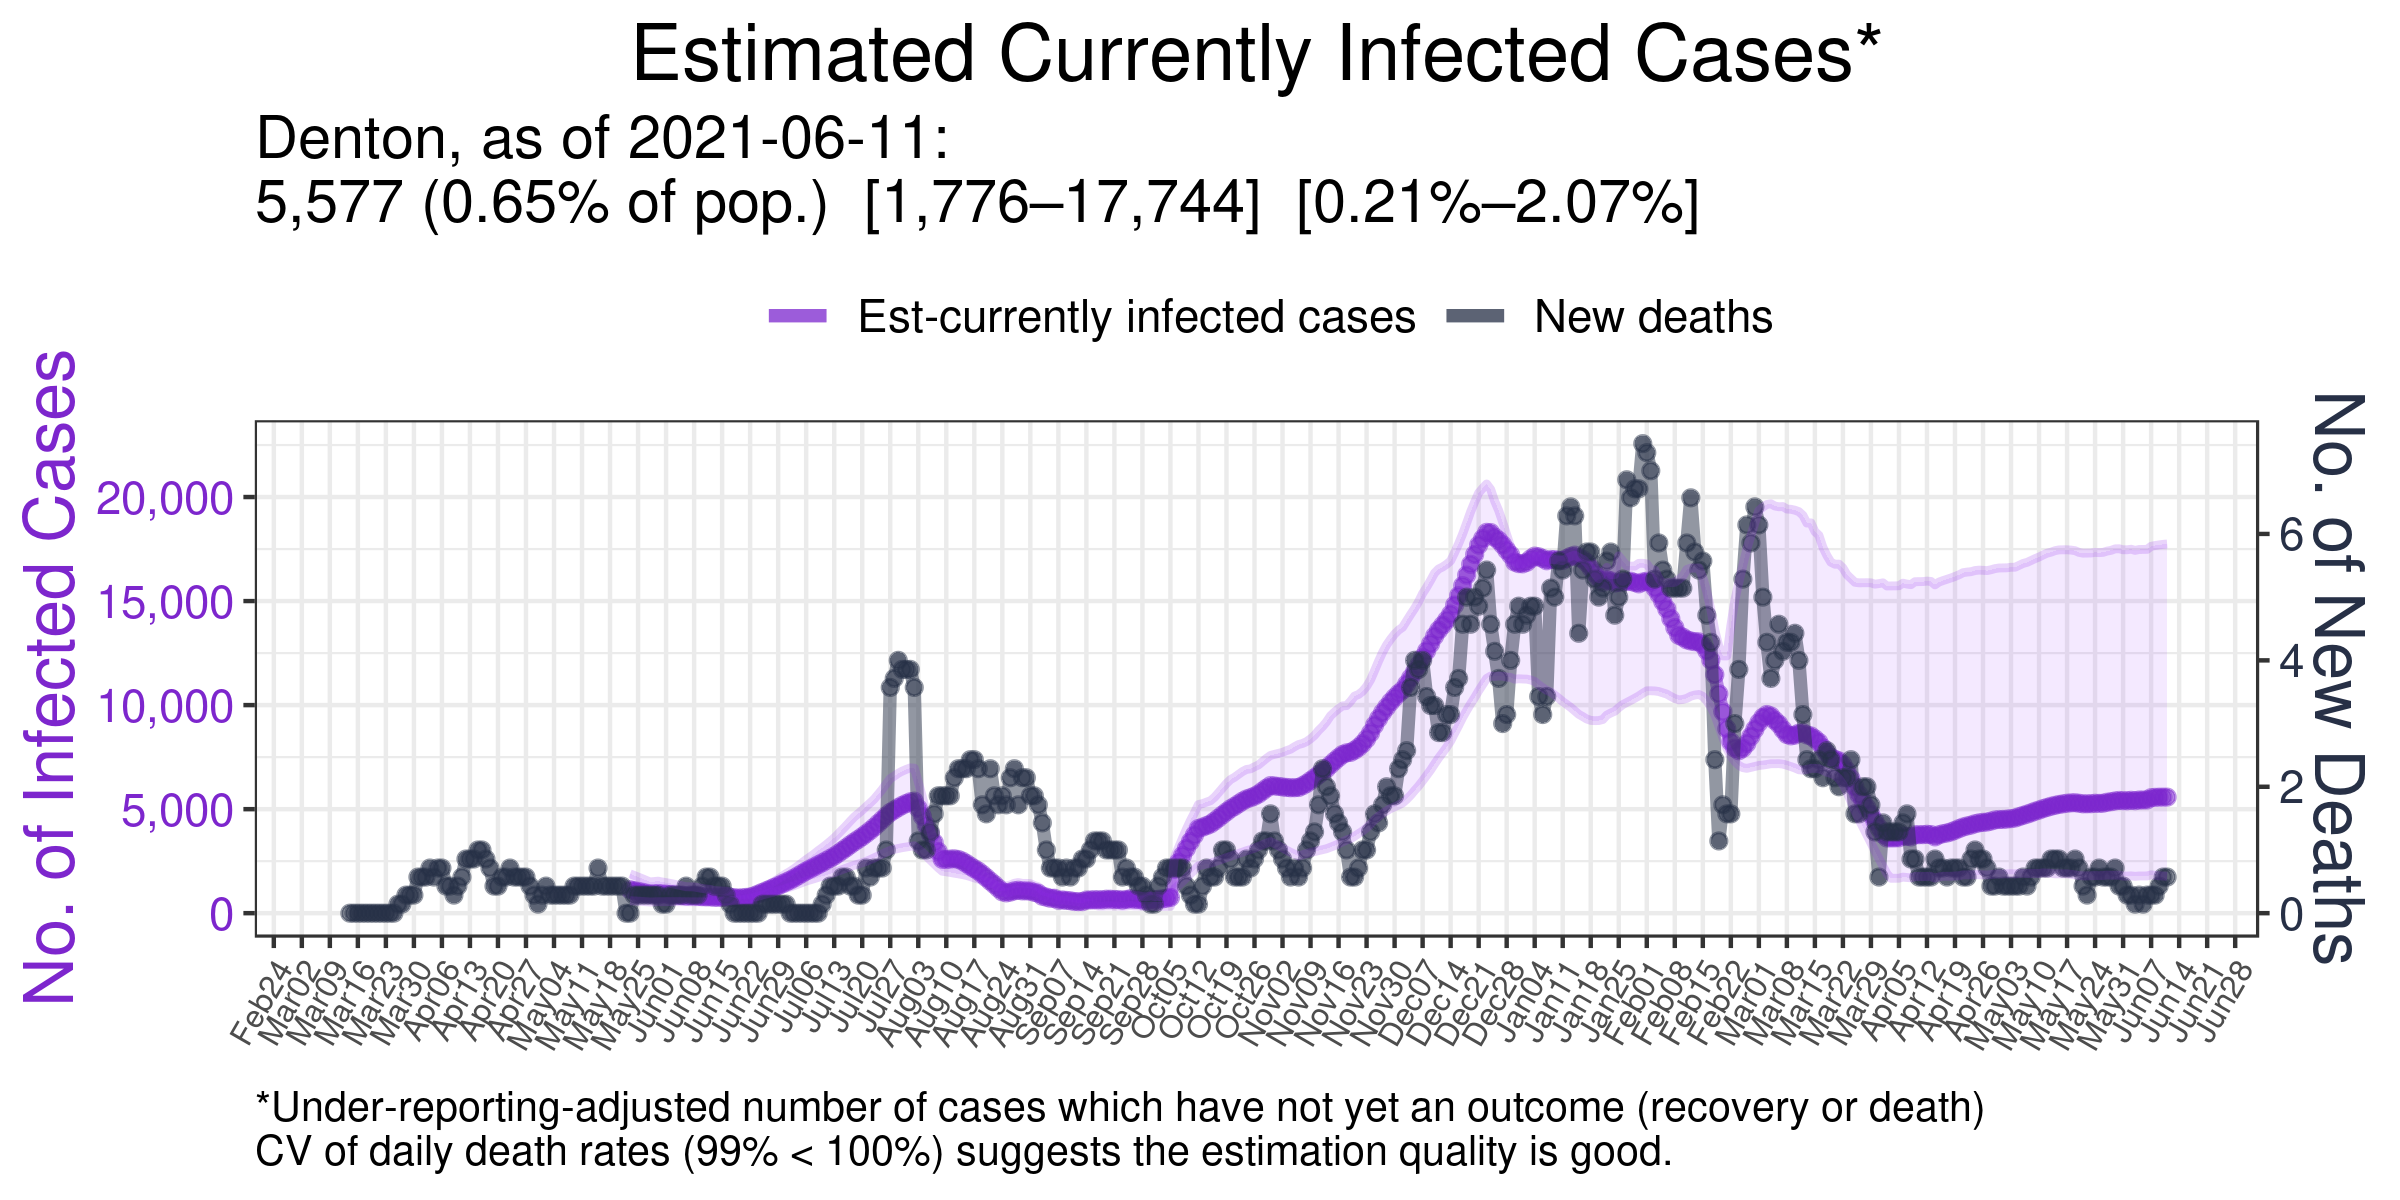 Estimated Currently Infected Cases*
Denton, as of 2021-06-11:
5,577 (0.65% of pop.)  [1,776–17,744]  [0.21%–2.07%]
Est-currently infected cases
New deaths
No. of Infected Cases
20,000
15,000
10,000
5,000
0
6
4
2
0
No. of New Deaths
Feb24
Mar02
Mar09
Mar16
Mar23
Mar30
Apr06
Apr13
Apr20
Apr27
May04
May11
May18
May25
Jun01
Jun08
Jun15
Jun22
Jun29
Jul06
Jul13
Jul20
Jul27
Aug03
Aug10
Aug17
Aug24
Aug31
Sep07
Sep14
Sep21
Sep28
Oct05
Oct12
Oct19
Oct26
Nov02
Nov09
Nov16
Nov23
Nov30
Dec07
Dec14
Dec21
Dec28
Jan04
Jan11
Jan18
Jan25
Feb01
Feb08
Feb15
Feb22
Mar01
Mar08
Mar15
Mar22
Mar29
Apr05
Apr12
Apr19
Apr26
May03
May10
May17
May24
May31
Jun07
Jun14
Jun21
Jun28
*Under-reporting-adjusted number of cases which have not yet an outcome (recovery or death)
CV of daily death rates (99% < 100%) suggests the estimation quality is good.